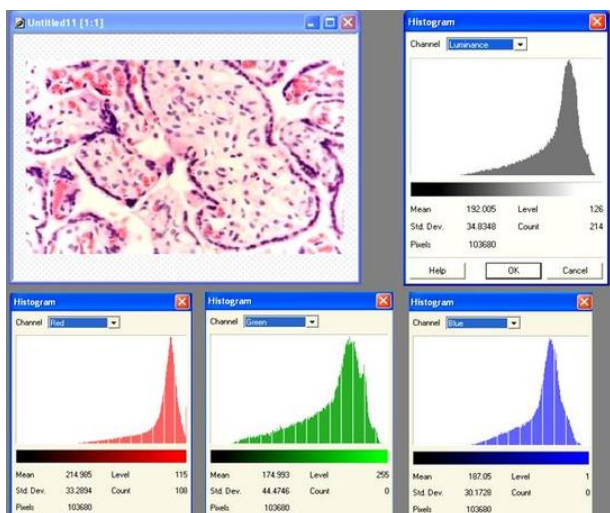 Untitled11 [1:1]
Histogram
Channel Luminance
Mean 192.005 Level 126
Std. Dev. 34.8348 Count 214
Pixels 103680
Help OK Cancel
Histogram
Channel Red
Mean 214.985 Level 115
Std. Dev. 33.2894 Count 108
Pixels 103680
Histogram
Channel Green
Mean 174.993 Level 255
Std. Dev. 44.4746 Count 0
Pixels 103680
Histogram
Channel Blue
Mean 187.05 Level 1
Std. Dev. 30.1728 Count 0
Pixels 103680